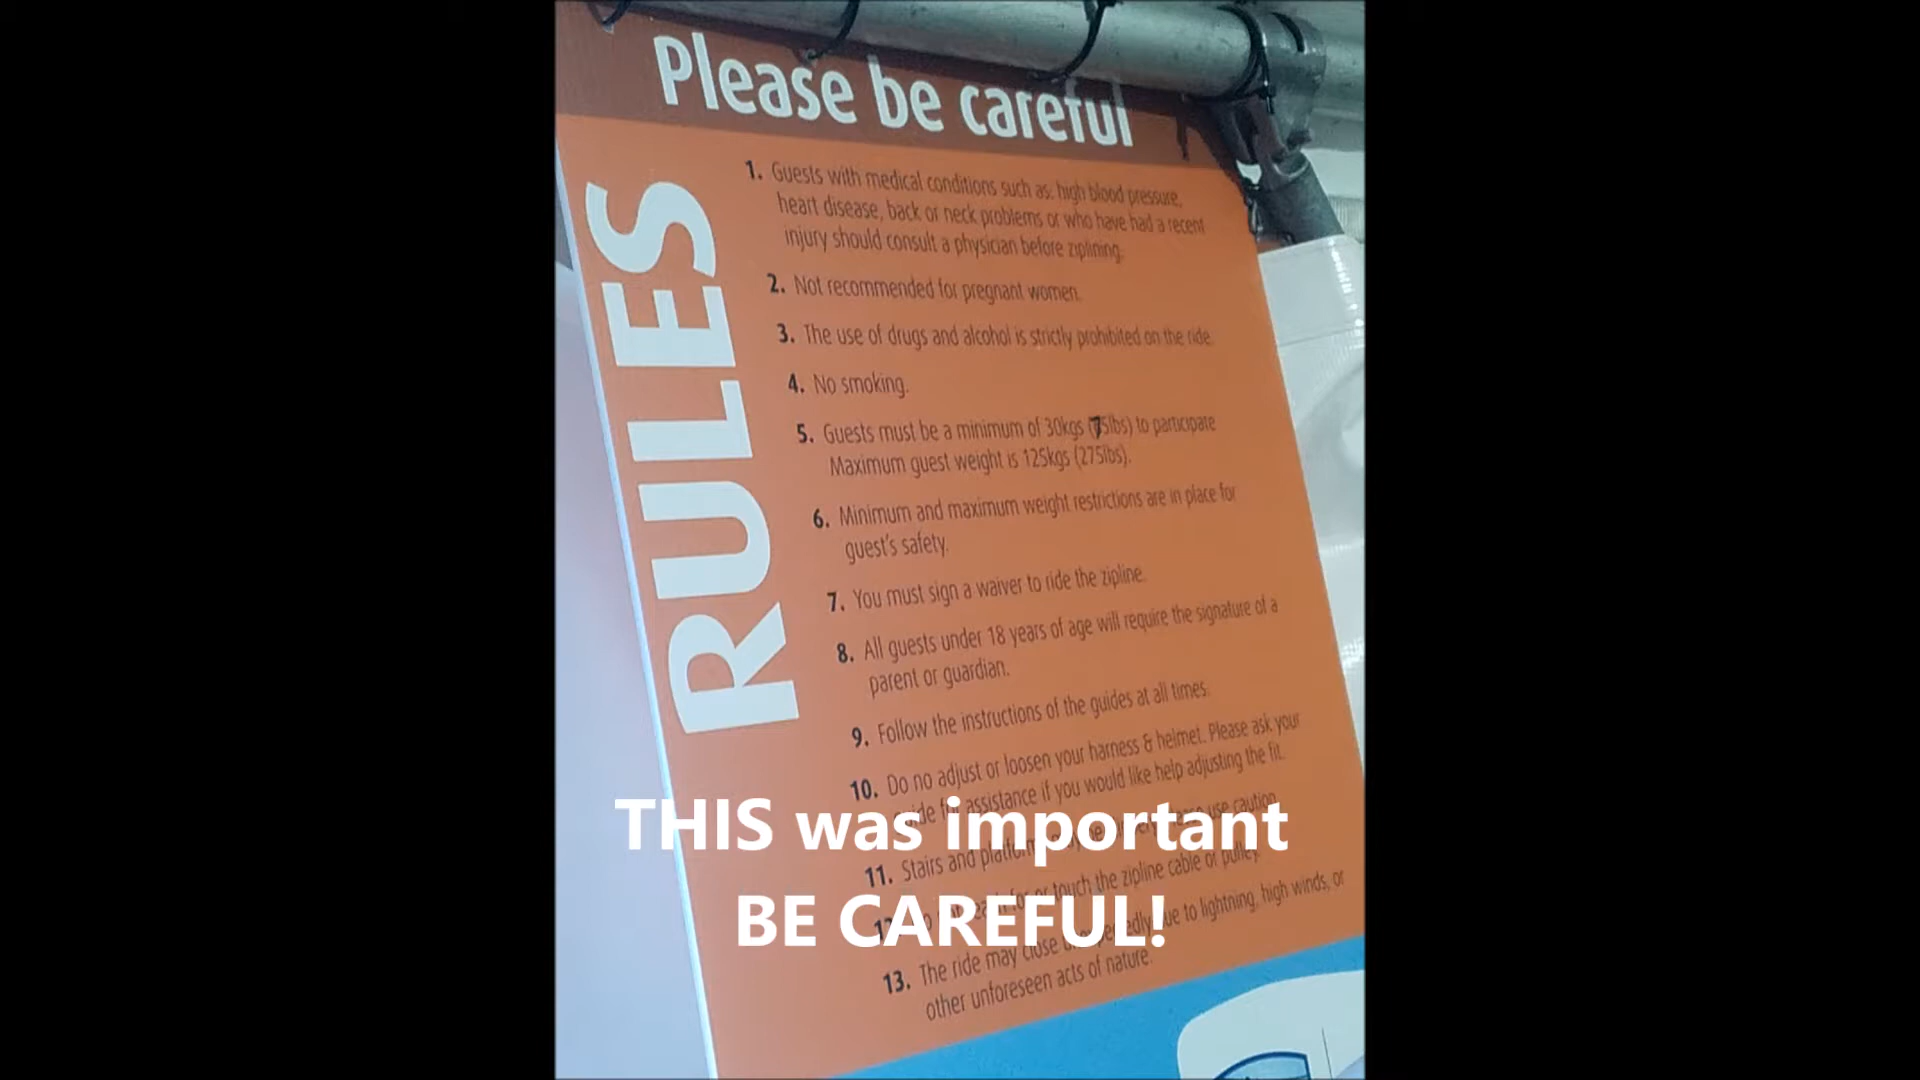 Please be careful
RULES
1. Guests with medical conditions such as: high blood pressure,
heart disease, back or neck problems or who have had a recent
injury should consult a physician before ziplining.
2. Not recommended for pregnant women.
3. The use of drugs and alcohol is strictly prohibited on the ride.
4. No smoking.
5. Guests must be a minimum of 30kgs (75lbs) to participate
Maximum guest weight is 125kgs (275lbs).
6. Minimum and maximum weight restrictions are in place for
guest's safety.
7. You must sign a waiver to ride the zipline.
8. All guests under 18 years of age will require the signature of a
parent or guardian.
9. Follow the instructions of the guides at all times.
10. Do no adjust or loosen your harness & helmet. Please ask your
for assistance if you would like help adjusting the fit.
11. Stairs and use caution
touch the zipline cable or pulley.
13. The ride may close due to lightning, high winds, or
other unforeseen acts of nature.
THIS was important
BE CAREFUL!